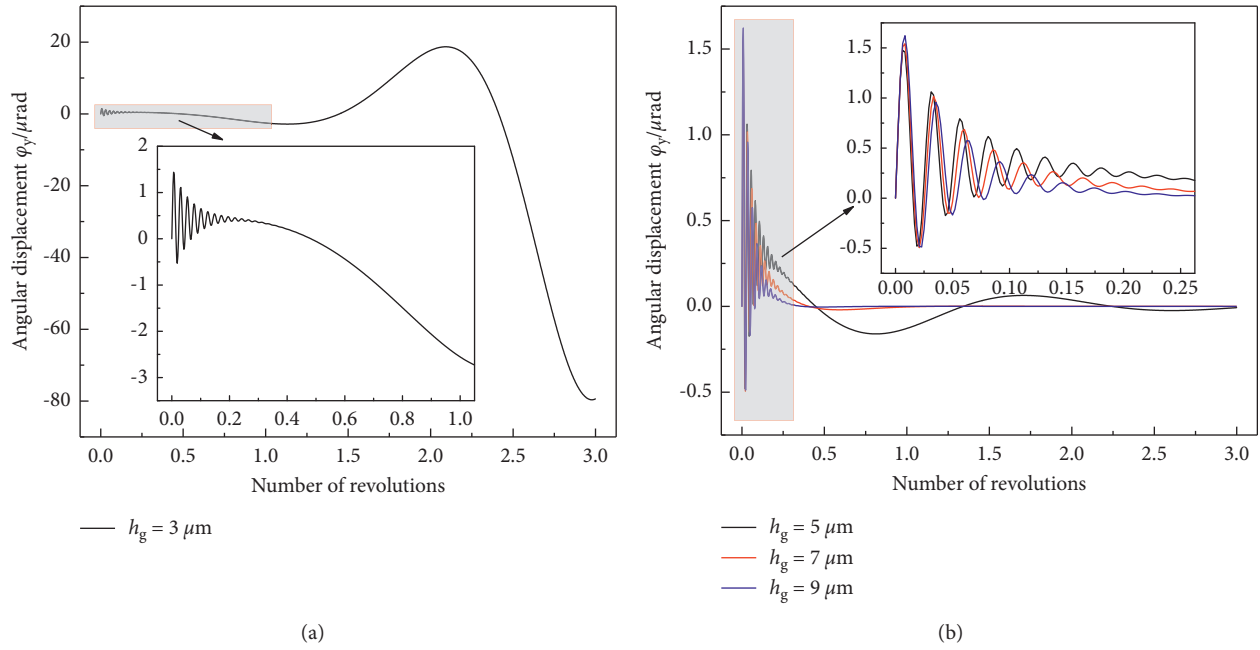 Angular displacement φy/μrad
20
0
-20
-40
-60
-80
2
1
0
-1
-2
-3
0.0 0.2 0.4 0.6 0.8 1.0
0.0 0.5 1.0 1.5 2.0 2.5 3.0
Number of revolutions
hg = 3 μm
(a)
Angular displacement φy/μrad
1.5
1.0
0.5
0.0
-0.5
1.5
1.0
0.5
0.0
-0.5
0.00 0.05 0.10 0.15 0.20 0.25
0.0 0.5 1.0 1.5 2.0 2.5 3.0
Number of revolutions
hg = 5 μm
hg = 7 μm
hg = 9 μm
(b)